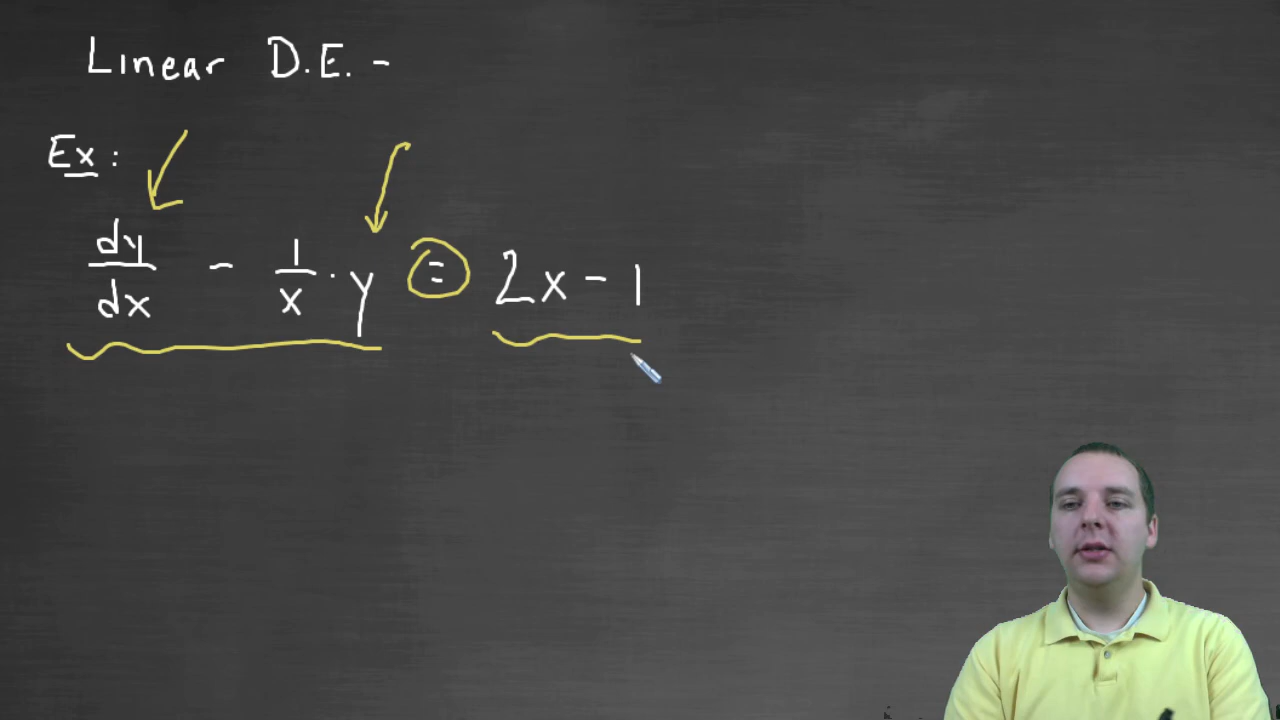 Linear D.E. -
Ex:
dy/dx - 1/x · y = 2x - 1